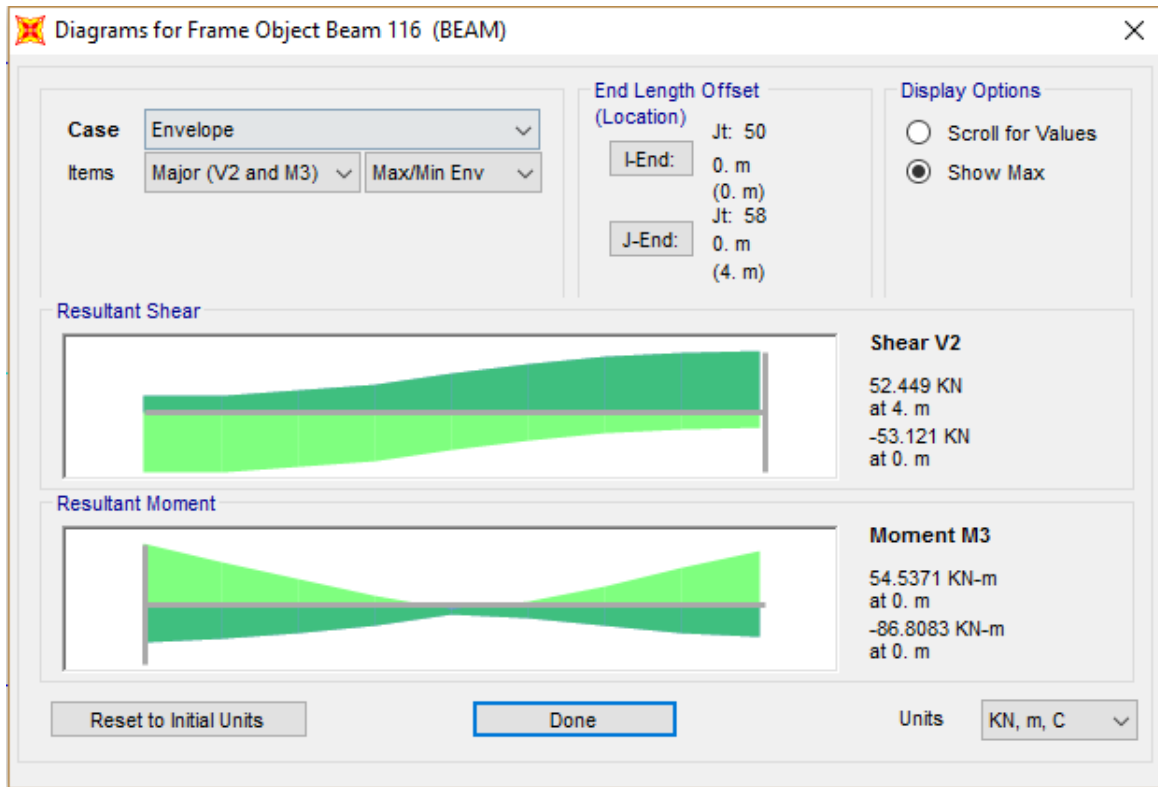 Diagrams for Frame Object Beam 116 (BEAM)
Case Envelope
Items Major (V2 and M3) Max/Min Env
End Length Offset
(Location)
I-End:
Jt: 50
0. m
(0. m)
J-End:
Jt: 58
0. m
(4. m)
Display Options
Scroll for Values
Show Max
Resultant Shear
Shear V2
52.449 KN
at 4. m
-53.121 KN
at 0. m
Resultant Moment
Moment M3
54.5371 KN-m
at 0. m
-86.8083 KN-m
at 0. m
Reset to Initial Units
Done
Units KN, m, C